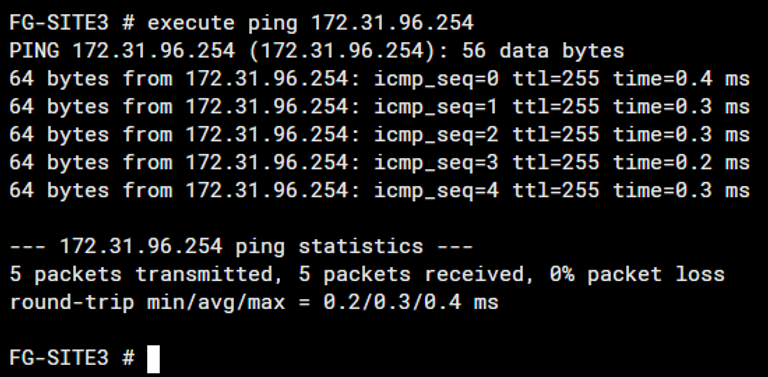 FG-SITE3 # execute ping 172.31.96.254
PING 172.31.96.254 (172.31.96.254): 56 data bytes
64 bytes from 172.31.96.254: icmp_seq=0 ttl=255 time=0.4 ms
64 bytes from 172.31.96.254: icmp_seq=1 ttl=255 time=0.3 ms
64 bytes from 172.31.96.254: icmp_seq=2 ttl=255 time=0.3 ms
64 bytes from 172.31.96.254: icmp_seq=3 ttl=255 time=0.2 ms
64 bytes from 172.31.96.254: icmp_seq=4 ttl=255 time=0.3 ms
--- 172.31.96.254 ping statistics ---
5 packets transmitted, 5 packets received, 0% packet loss
round-trip min/avg/max = 0.2/0.3/0.4 ms
FG-SITE3 #